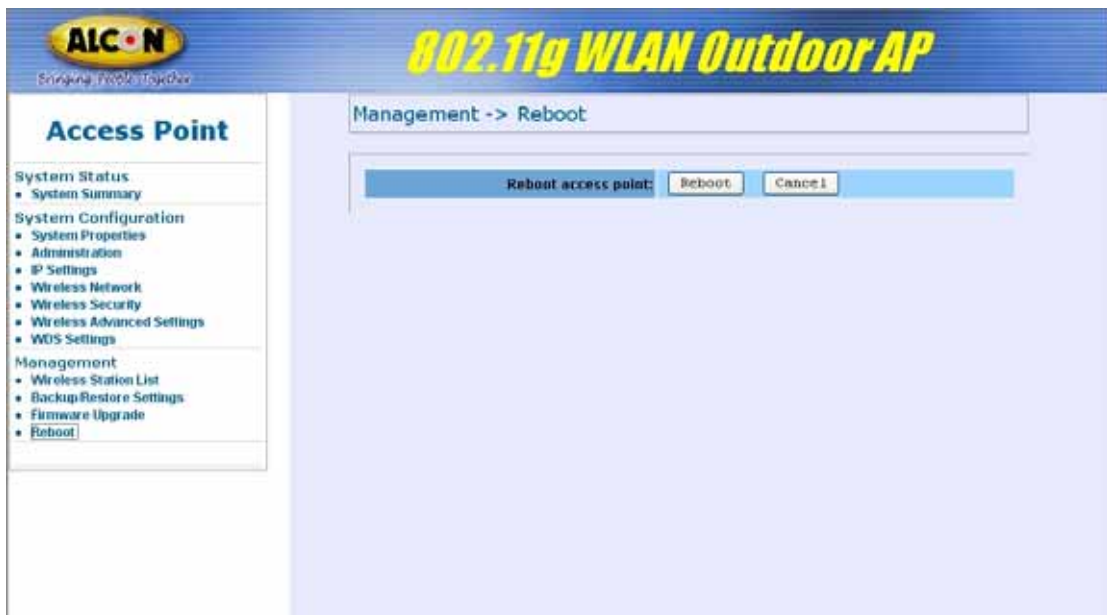 ALCON
Bringing People Together
802.11g WLAN Outdoor AP
Access Point
System Status
System Summary
System Configuration
System Properties
Administration
IP Settings
Wireless Network
Wireless Security
Wireless Advanced Settings
WDS Settings
Management
Wireless Station List
Backup/Restore Settings
Firmware Upgrade
Reboot
Management -> Reboot
Reboot access point: Reboot Cancel